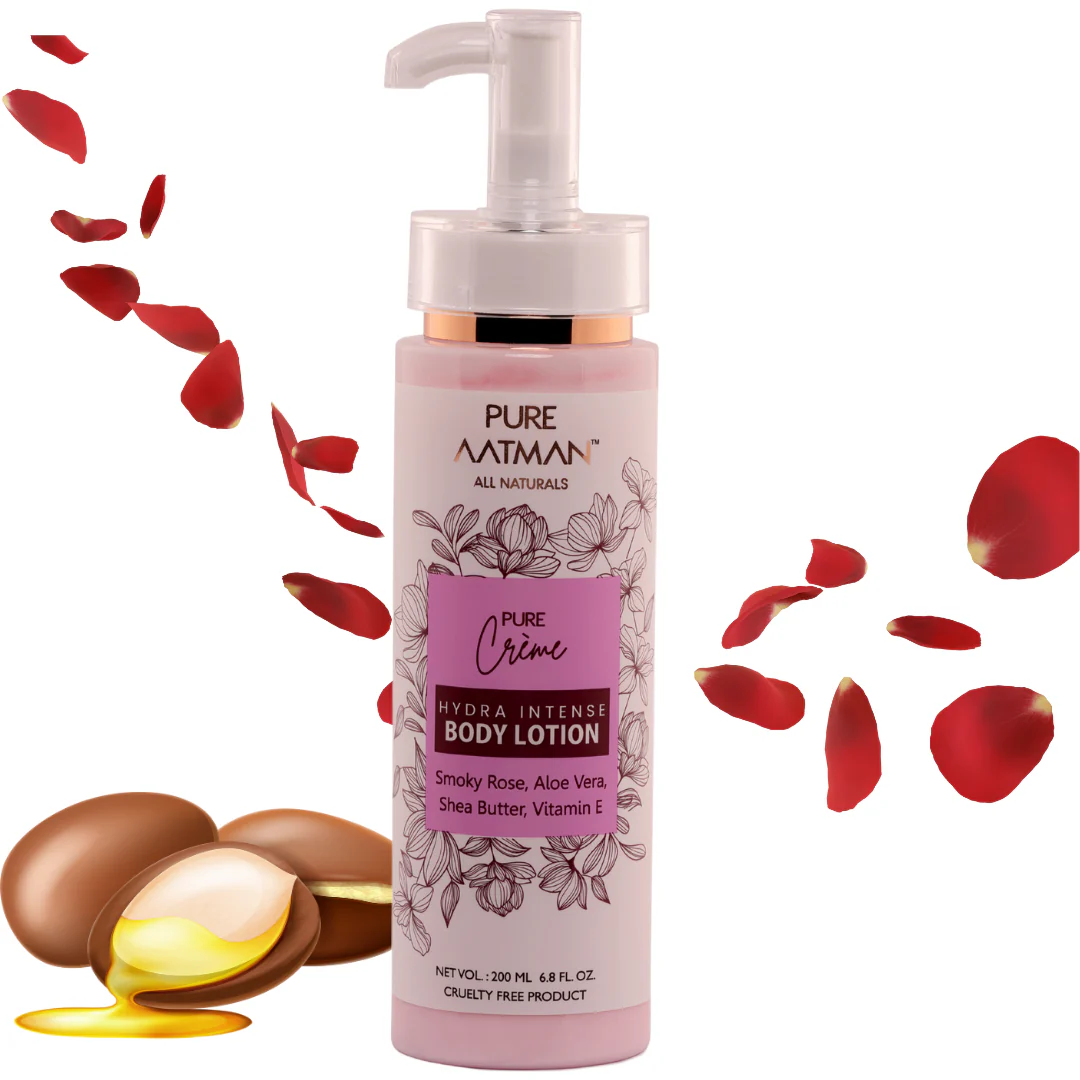 PURE
AATMAN™
ALL NATURALS
PURE
Crème
HYDRA INTENSE
BODY LOTION
Smoky Rose, Aloe Vera,
Shea Butter, Vitamin E
NET VOL. : 200 ML 6.8 FL. OZ.
CRUELTY FREE PRODUCT